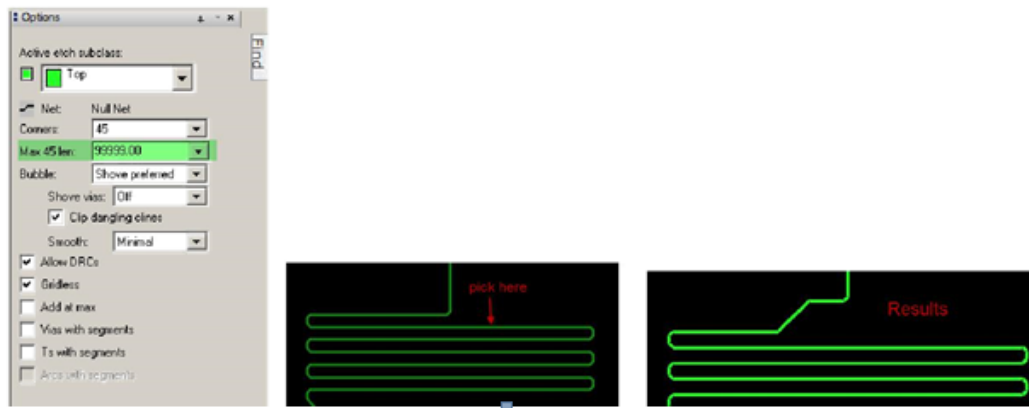 Options
Find
Active etch subclass:
Top
Net: Null Net
Corners: 45
Max 45 len: 99999.00
Bubble: Shove preferred
Shove vias: Off
Clip dangling clines
Smooth: Minimal
Allow DRCs
Gridless
Add at max
Vias with segments
Ts with segments
Arcs with segments
pick here
Results